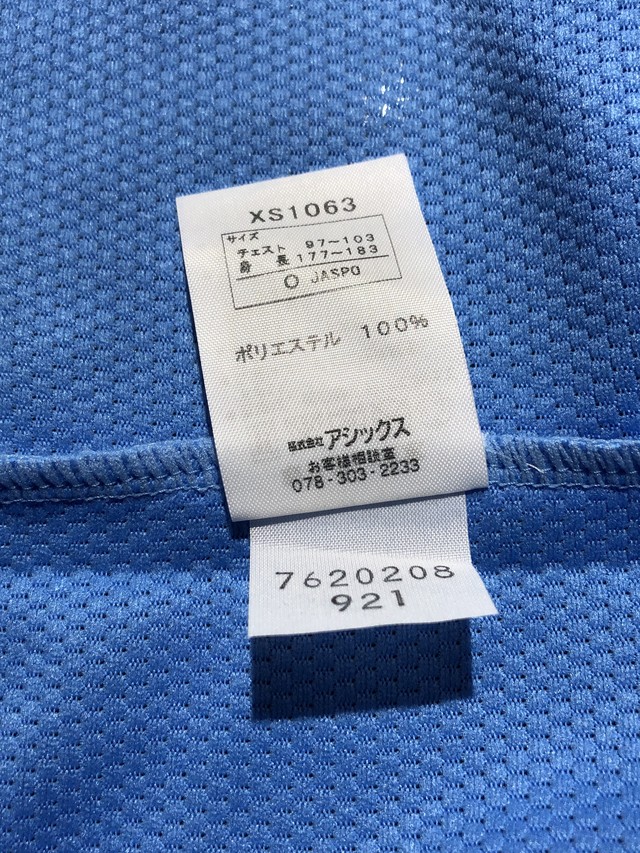 XS1063
サイズ
チェスト 97-103
身 長 177-183
O JASPO
ポリエステル 100%
株式会社 アシックス
お客様相談室
078-303-2233
7620208
921